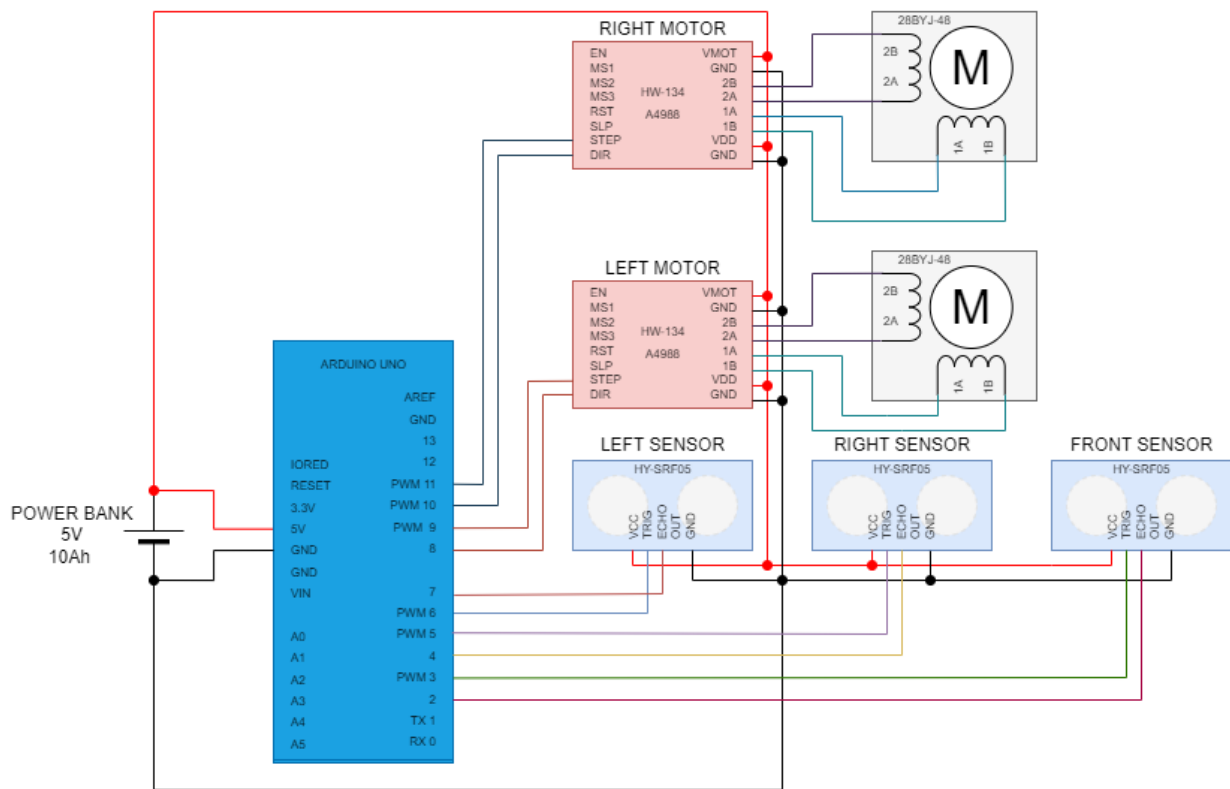 RIGHT MOTOR
EN
MS1
MS2
MS3
RST
SLP
STEP
DIR
HW-134
A4988
VMOT
GND
2B
2A
1A
1B
VDD
GND
28BYJ-48
2B
2A
M
1A
1B
LEFT MOTOR
EN
MS1
MS2
MS3
RST
SLP
STEP
DIR
HW-134
A4988
VMOT
GND
2B
2A
1A
1B
VDD
GND
28BYJ-48
2B
2A
M
1A
1B
POWER BANK
5V
10Ah
ARDUINO UNO
IORED
RESET
3.3V
5V
GND
GND
VIN
A0
A1
A2
A3
A4
A5
AREF
GND
13
12
PWM 11
PWM 10
PWM 9
8
7
PWM 6
PWM 5
4
PWM 3
2
TX 1
RX 0
LEFT SENSOR
HY-SRF05
VCC
TRIG
ECHO
OUT
GND
RIGHT SENSOR
HY-SRF05
VCC
TRIG
ECHO
OUT
GND
FRONT SENSOR
HY-SRF05
VCC
TRIG
ECHO
OUT
GND